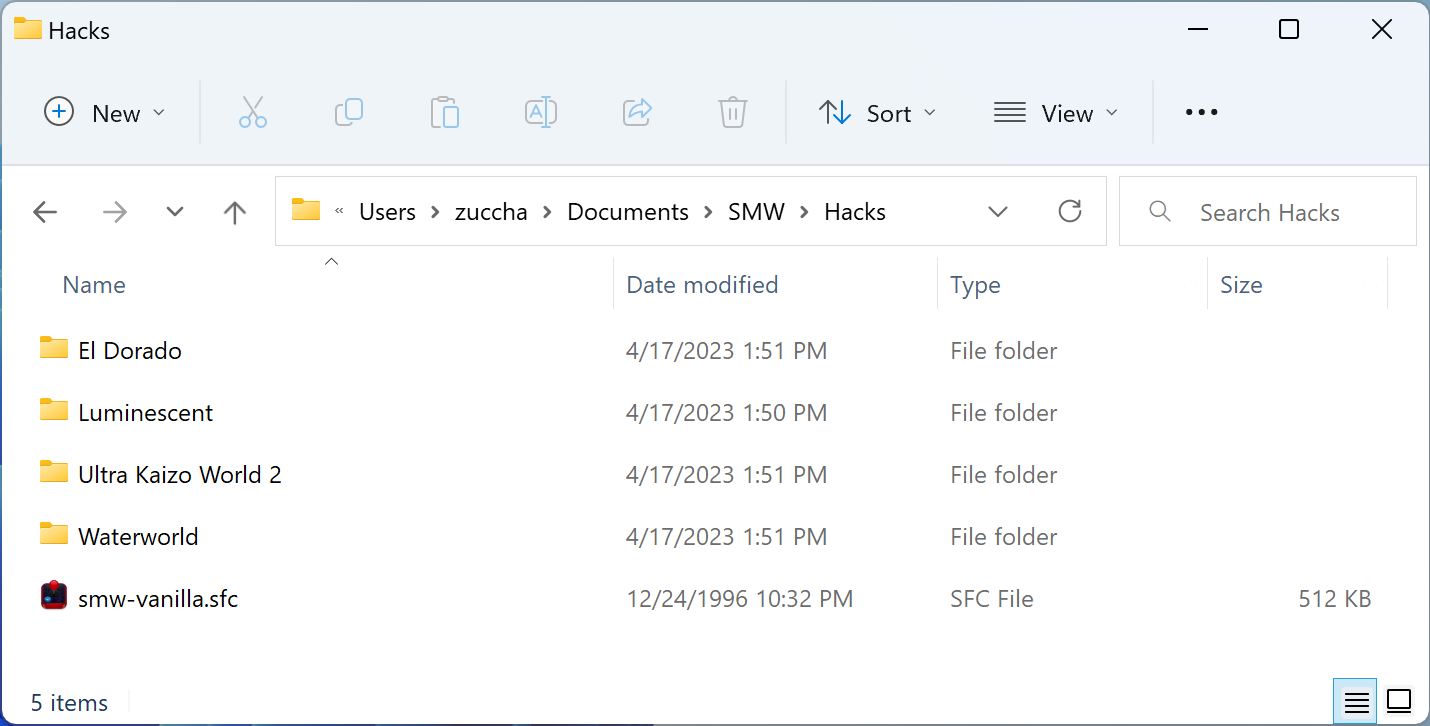 Hacks
New Sort View
« Users > zuccha > Documents > SMW > Hacks Search Hacks
Name Date modified Type Size
El Dorado 4/17/2023 1:51 PM File folder
Luminescent 4/17/2023 1:50 PM File folder
Ultra Kaizo World 2 4/17/2023 1:51 PM File folder
Waterworld 4/17/2023 1:51 PM File folder
smw-vanilla.sfc 12/24/1996 10:32 PM SFC File 512 KB
5 items